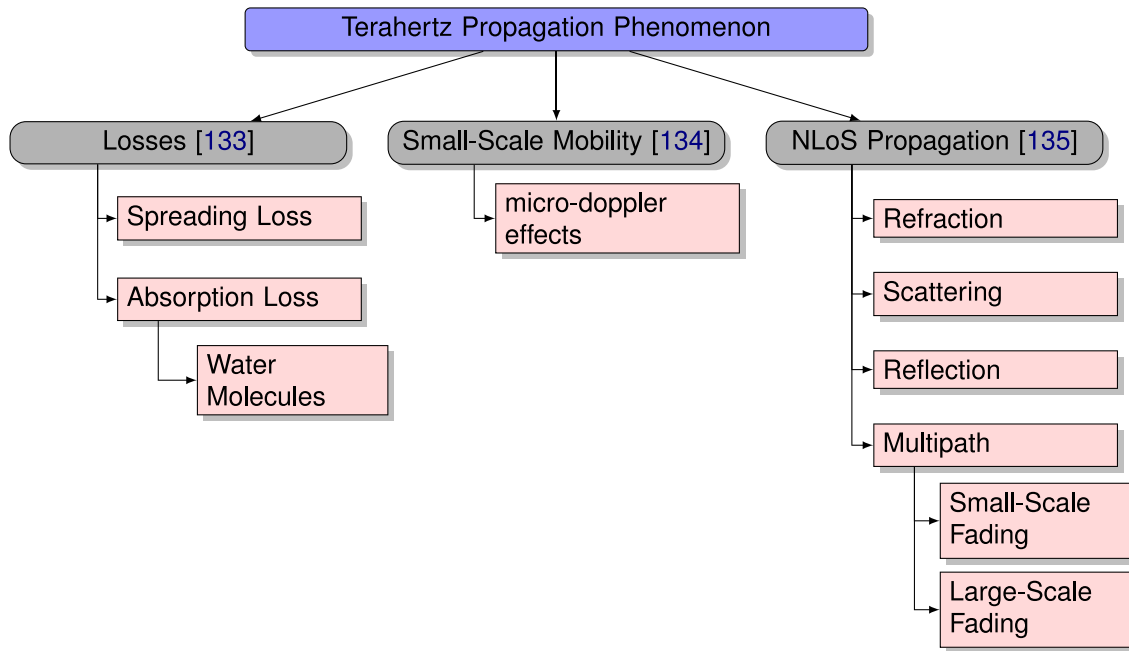 Terahertz Propagation Phenomenon
Losses [133]
Spreading Loss
Absorption Loss
Water
Molecules
Small-Scale Mobility [134]
micro-doppler
effects
NLoS Propagation [135]
Refraction
Scattering
Reflection
Multipath
Small-Scale
Fading
Large-Scale
Fading